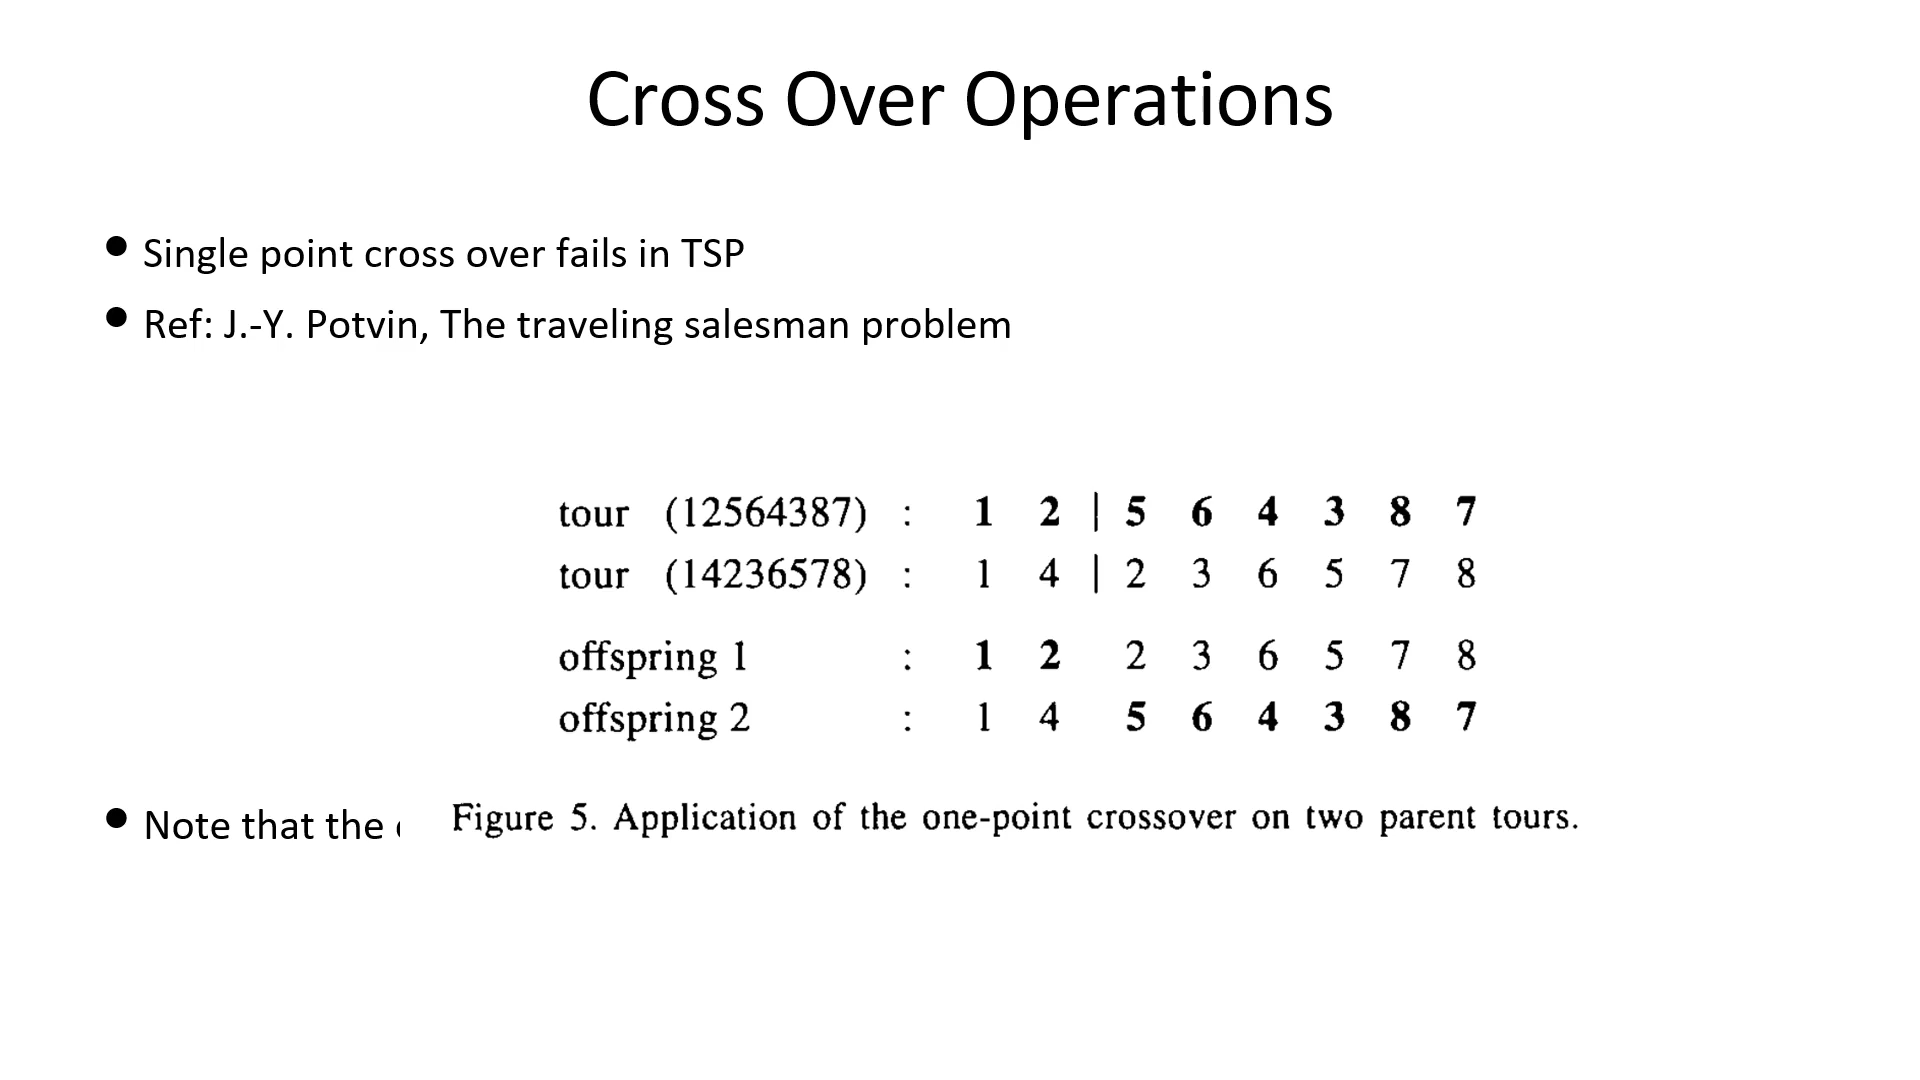 Cross Over Operations
• Single point cross over fails in TSP
• Ref: J.-Y. Potvin, The traveling salesman problem
tour (12564387) : 1 2 | 5 6 4 3 8 7
tour (14236578) : 1 4 | 2 3 6 5 7 8
offspring 1 : 1 2 2 3 6 5 7 8
offspring 2 : 1 4 5 6 4 3 8 7
• Note that the
Figure 5. Application of the one-point crossover on two parent tours.